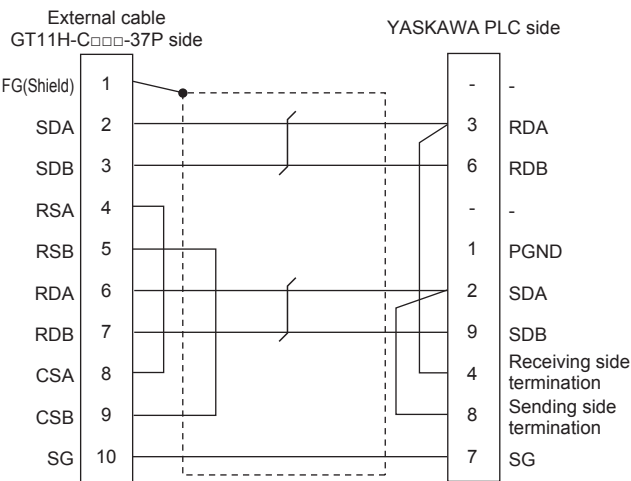 External cable
GT11H-C□□□-37P side
YASKAWA PLC side
FG(Shield) 1 - -
SDA 2 3 RDA
SDB 3 6 RDB
RSA 4 - -
RSB 5 1 PGND
RDA 6 2 SDA
RDB 7 9 SDB
CSA 8 4 Receiving side
termination
CSB 9 8 Sending side
termination
SG 10 7 SG